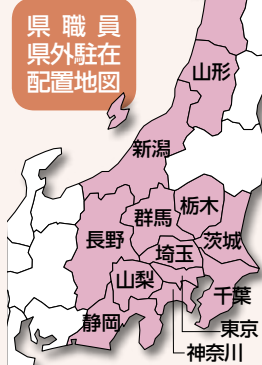 県職員
県外駐在
配置地図
山形
新潟
栃木
群馬
茨城
長野
埼玉
山梨
千葉
静岡
東京
神奈川